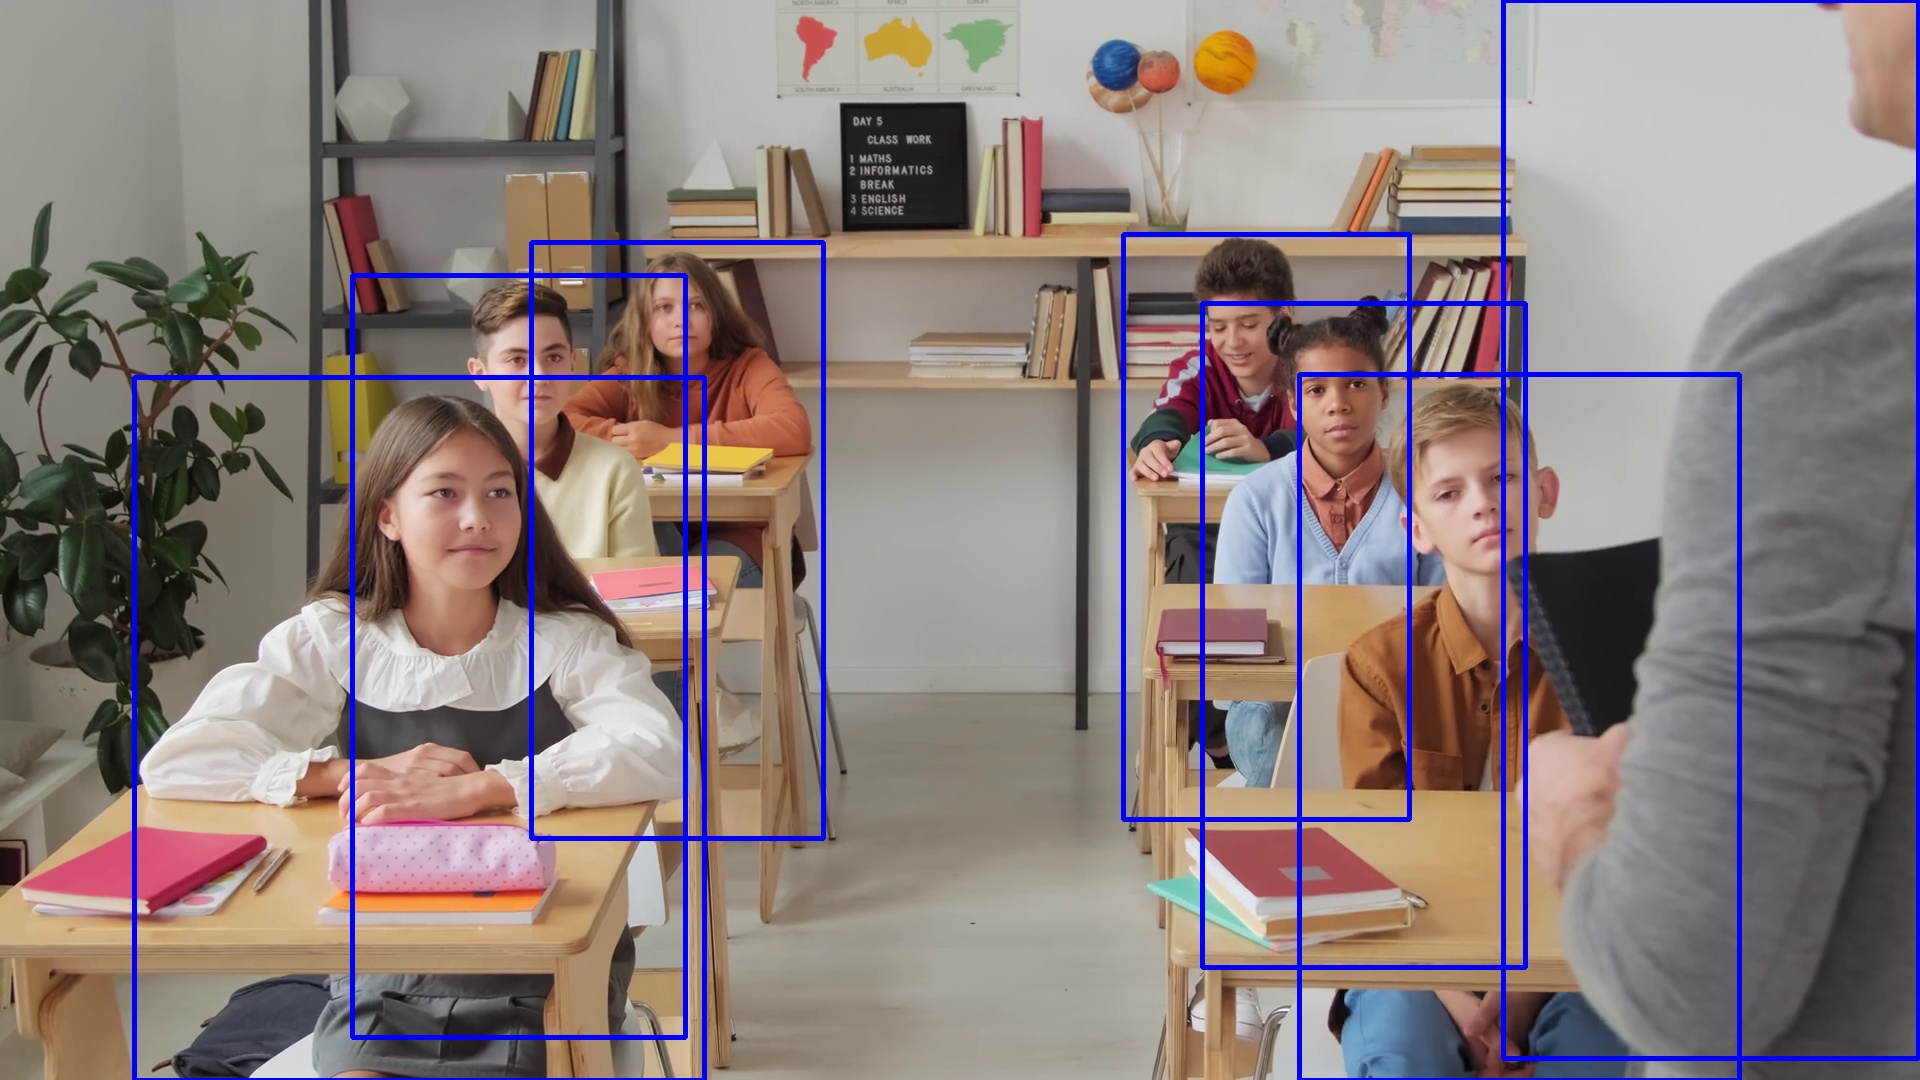 NORTH AMERICA
AFRICA
EUROPE
SOUTH AMERICA
AUSTRALIA
GREENLAND
DAY 5
CLASS WORK
1 MATHS
2 INFORMATICS
BREAK
3 ENGLISH
4 SCIENCE